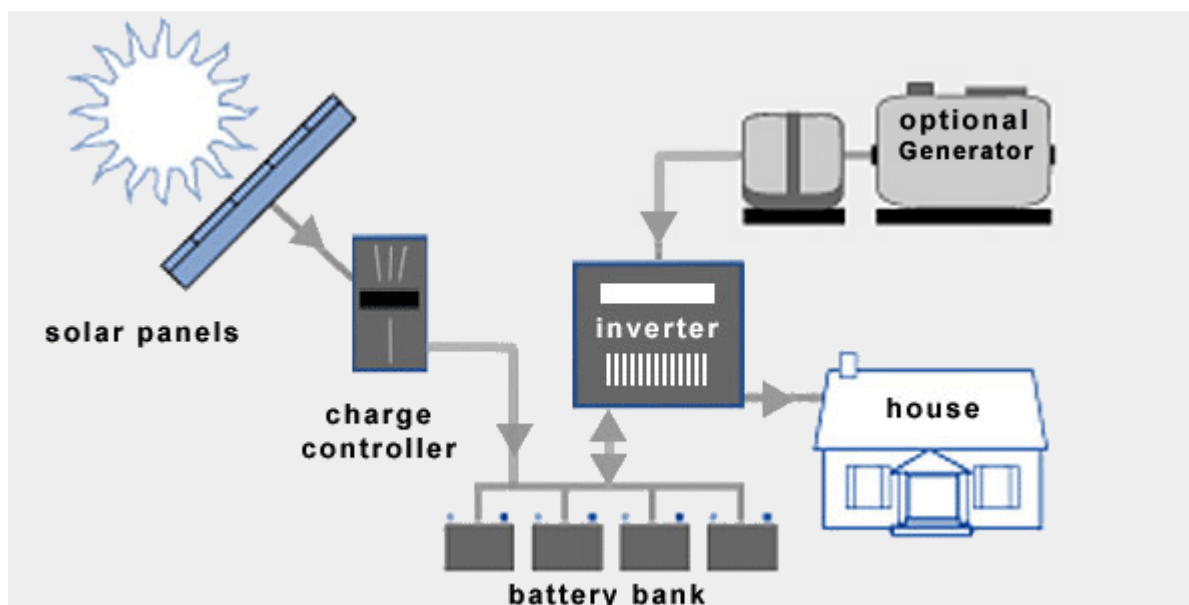 optional
Generator
solar panels
inverter
charge
controller
house
battery bank